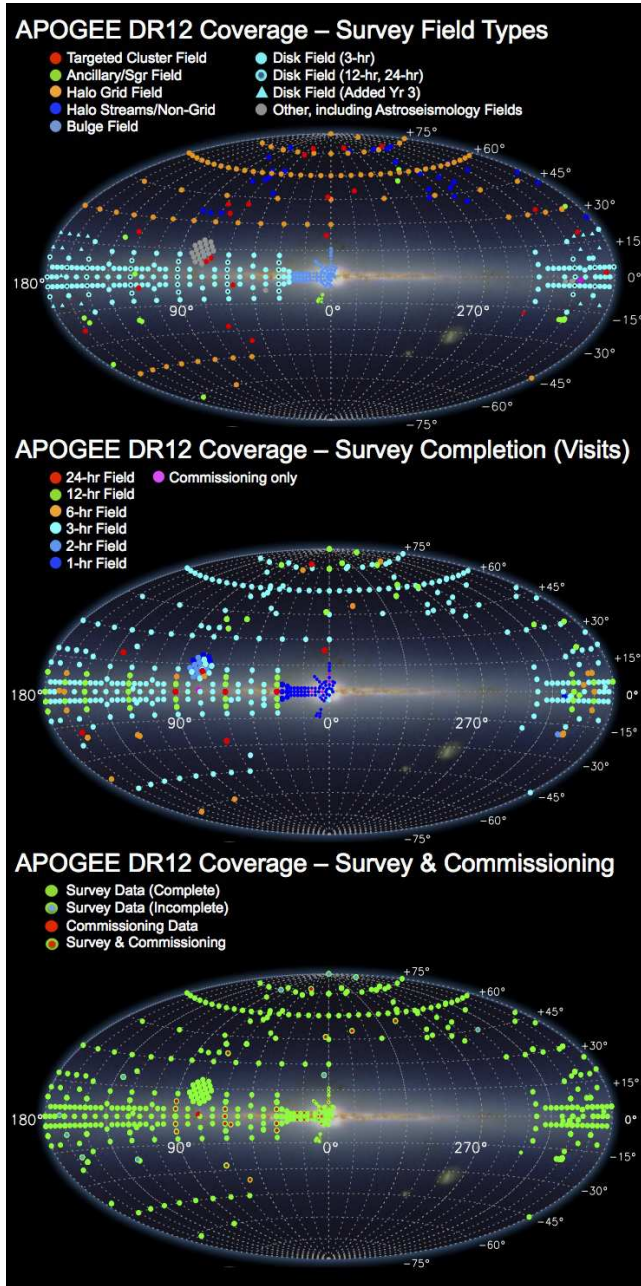 APOGEE DR12 Coverage – Survey Field Types
Targeted Cluster Field
Ancillary/Sgr Field
Halo Grid Field
Halo Streams/Non-Grid
Bulge Field
Disk Field (3-hr)
Disk Field (12-hr, 24-hr)
Disk Field (Added Yr 3)
Other, including Astroseismology Fields
+75°
+60°
+45°
+30°
+15°
180° 90° 0° 270° 0°
−15°
−30°
−45°
−60°
−75°
APOGEE DR12 Coverage – Survey Completion (Visits)
24-hr Field
12-hr Field
6-hr Field
3-hr Field
2-hr Field
1-hr Field
Commissioning only
+75°
+60°
+45°
+30°
+15°
180° 90° 0° 270° 0°
−15°
−30°
−45°
−60°
−75°
APOGEE DR12 Coverage – Survey & Commissioning
Survey Data (Complete)
Survey Data (Incomplete)
Commissioning Data
Survey & Commissioning
+75°
+60°
+45°
+30°
+15°
180° 90° 0° 270° 0°
−15°
−30°
−45°
−60°
−75°